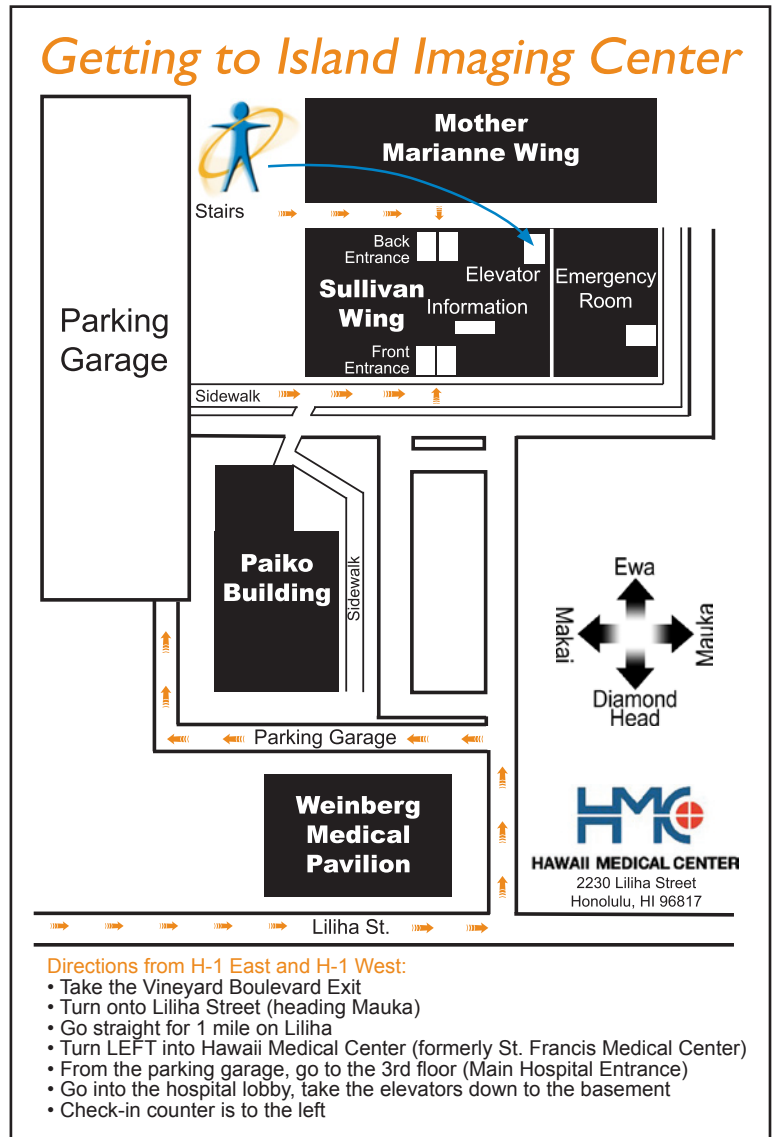 Getting to Island Imaging Center
Mother
Marianne Wing
Stairs
Back
Entrance
Elevator
Emergency
Room
Sullivan
Wing
Information
Parking
Garage
Front
Entrance
Sidewalk
Paiko
Building
Sidewalk
Ewa
Makai
Mauka
Diamond
Head
Parking Garage
Weinberg
Medical
Pavilion
HMC
HAWAII MEDICAL CENTER
2230 Liliha Street
Honolulu, HI 96817
Liliha St.
Directions from H-1 East and H-1 West:
• Take the Vineyard Boulevard Exit
• Turn onto Liliha Street (heading Mauka)
• Go straight for 1 mile on Liliha
• Turn LEFT into Hawaii Medical Center (formerly St. Francis Medical Center)
• From the parking garage, go to the 3rd floor (Main Hospital Entrance)
• Go into the hospital lobby, take the elevators down to the basement
• Check-in counter is to the left